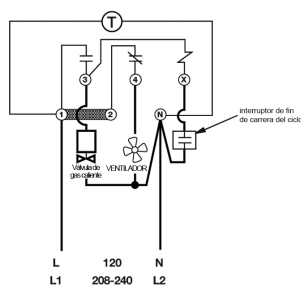 T
3
4
X
1
2
N
interruptor de fin
de carrera del ciclo
Válvula de
gas caliente
VENTILADOR
L 120 N
L1 208-240 L2